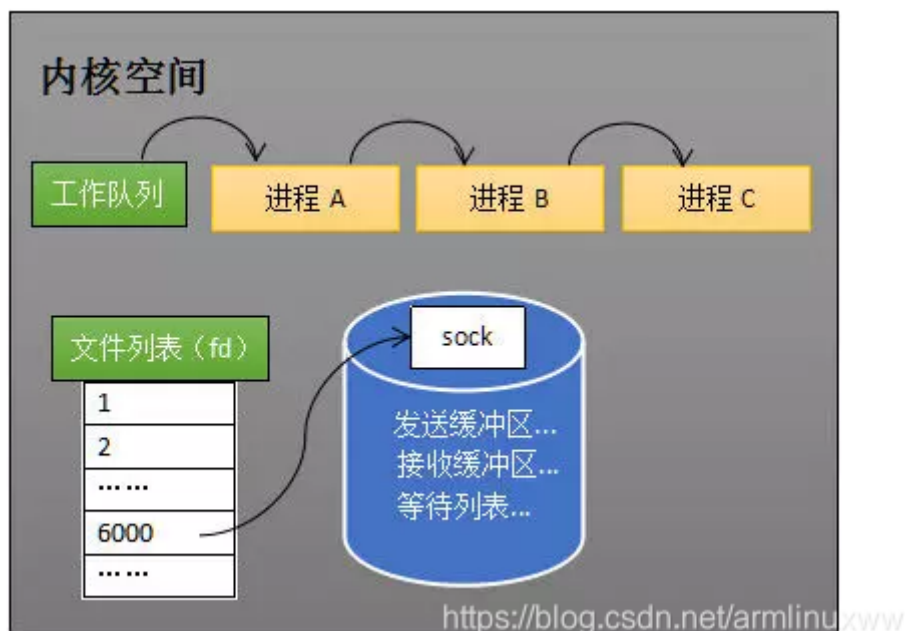 内核空间
工作队列
进程 A
进程 B
进程 C
文件列表（fd）
1
2
……
6000
……
sock
发送缓冲区...
接收缓冲区...
等待列表...
https://blog.csdn.net/armlinuxww